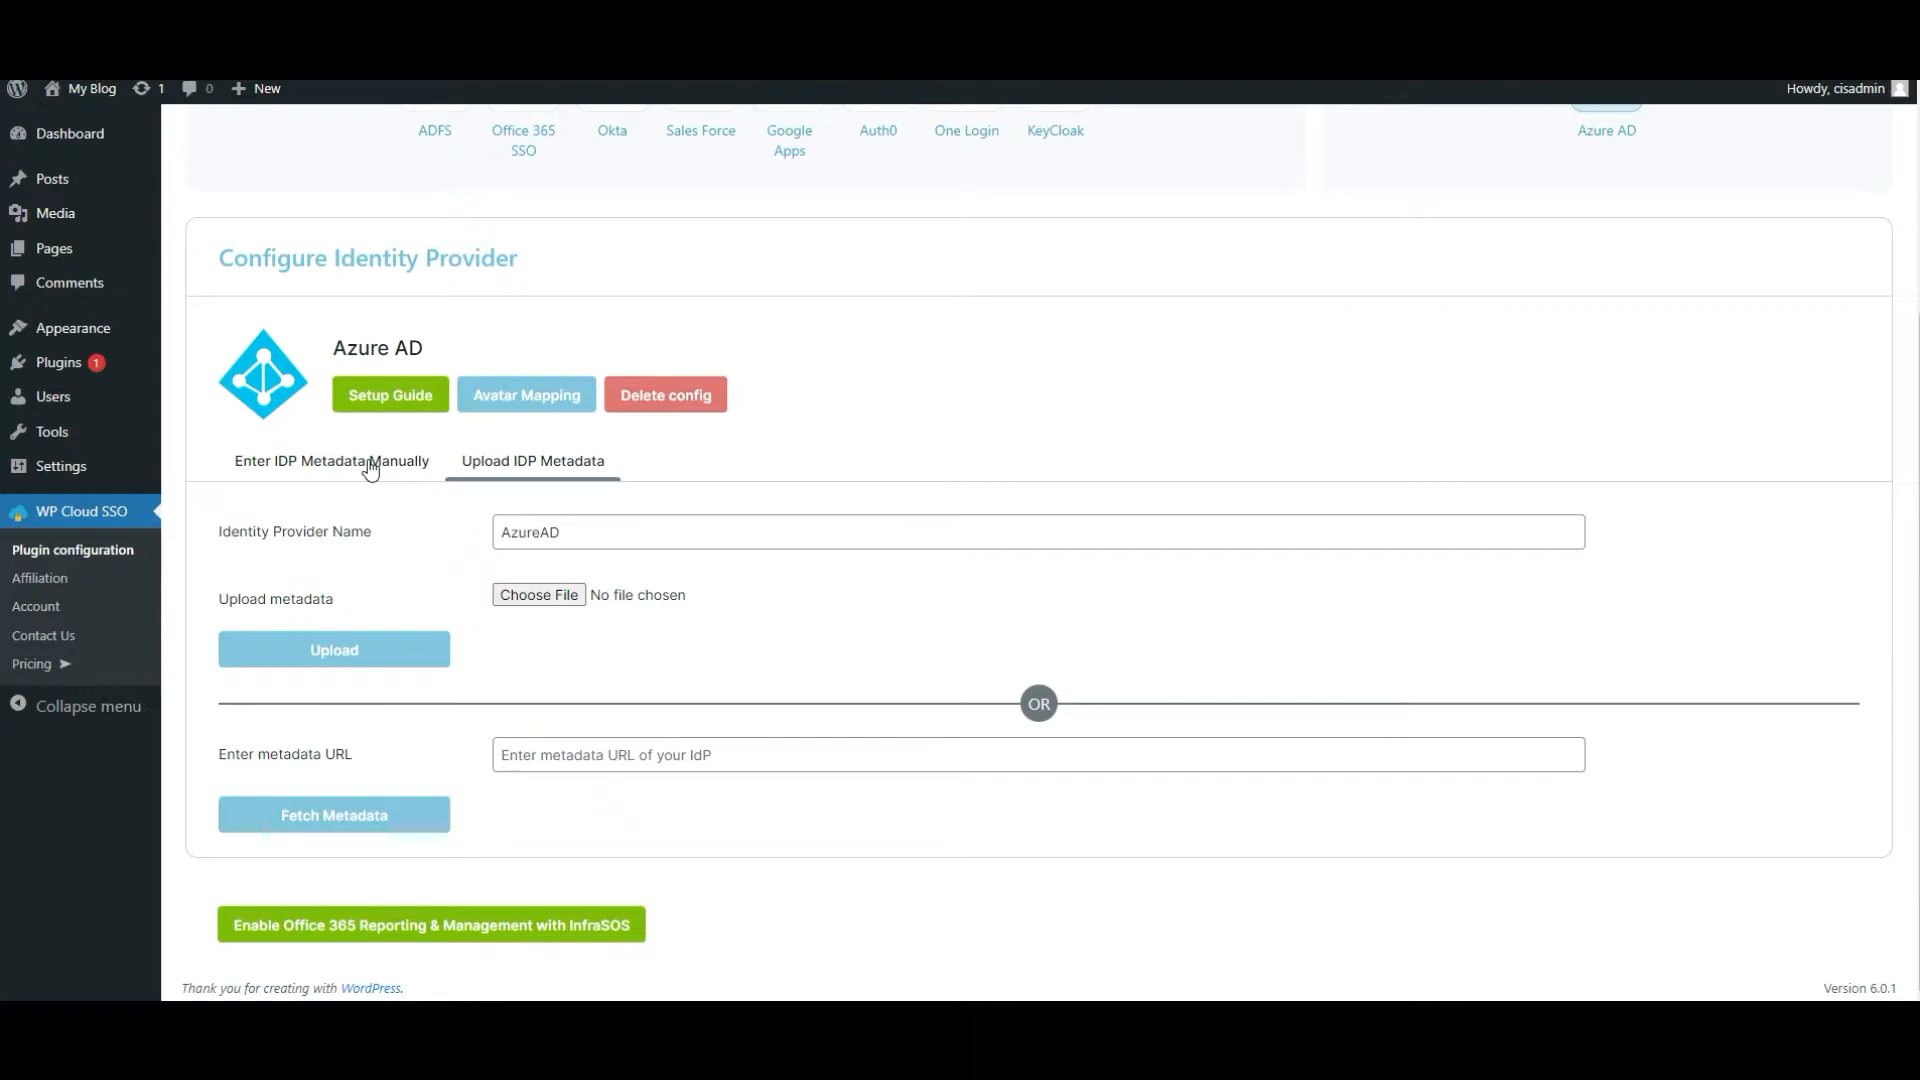 My Blog 1 0 New Howdy, cisadmin
Dashboard
Posts
Media
Pages
Comments
Appearance
Plugins 1
Users
Tools
Settings
WP Cloud SSO
Plugin configuration
Affiliation
Account
Contact Us
Pricing ➤
Collapse menu
ADFS
Office 365
SSO
Okta
Sales Force
Google
Apps
Auth0
One Login
KeyCloak
Azure AD
Configure Identity Provider
Azure AD
Setup Guide Avatar Mapping Delete config
Enter IDP Metadata Manually Upload IDP Metadata
Identity Provider Name AzureAD
Upload metadata Choose File No file chosen
Upload
OR
Enter metadata URL Enter metadata URL of your IdP
Fetch Metadata
Enable Office 365 Reporting & Management with InfraSOS
Thank you for creating with WordPress. Version 6.0.1